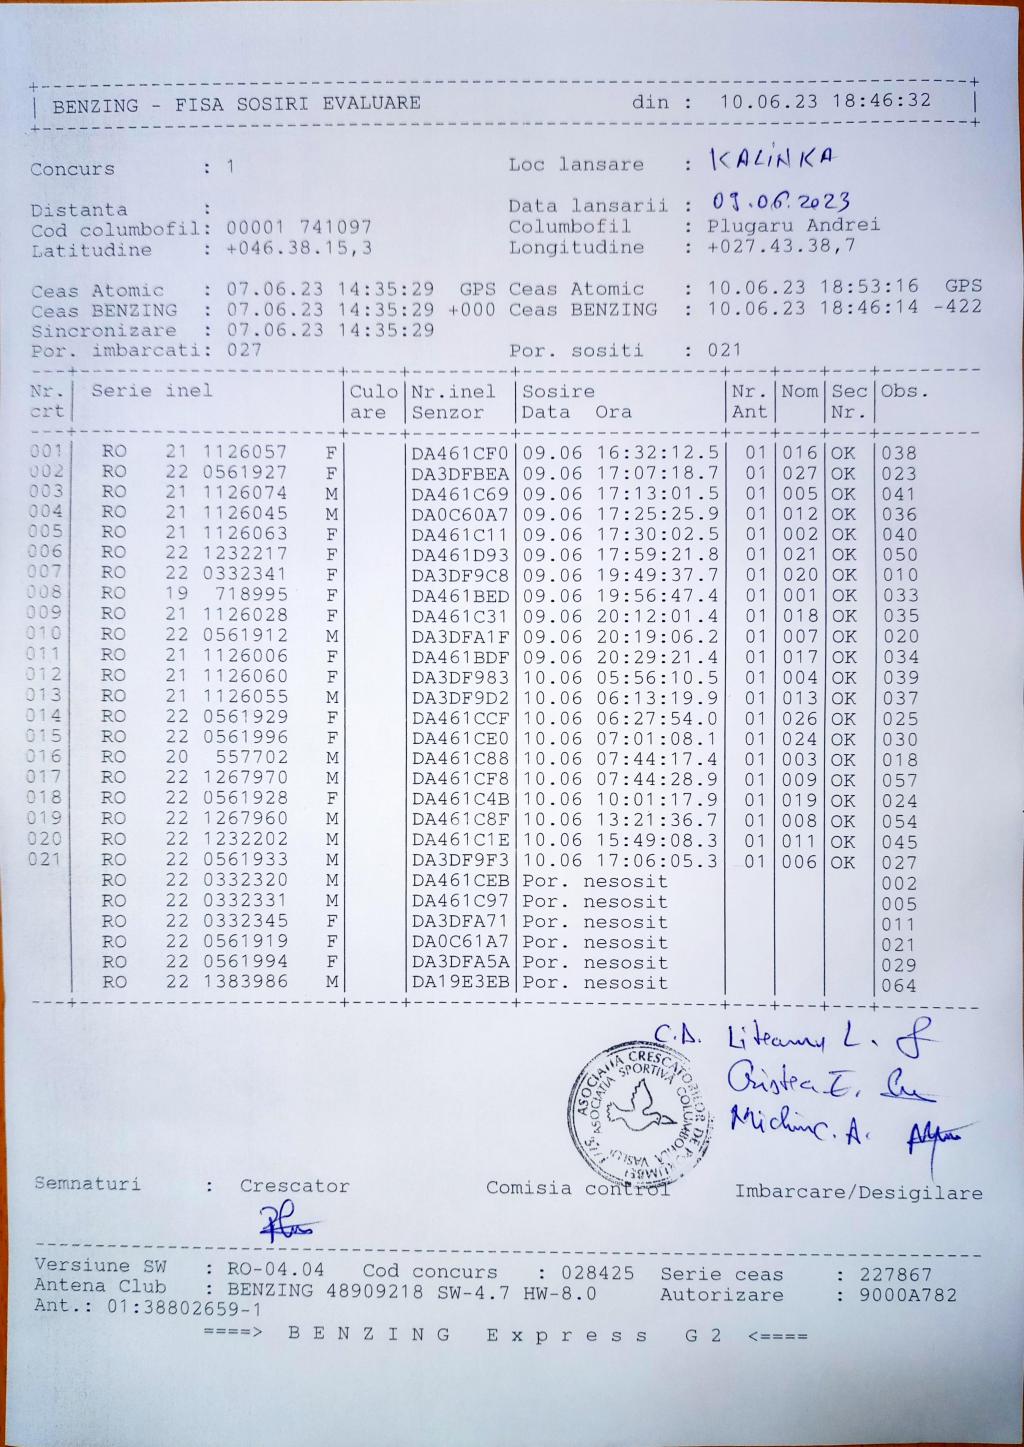 BENZING - FISA SOSIRI EVALUARE din : 10.06.23 18:46:32
Concurs : 1 Loc lansare : KALINKA
Distanta : Data lansarii : 09.06.2023
Cod columbofil: 00001 741097 Columbofil : Plugaru Andrei
Latitudine : +046.38.15,3 Longitudine : +027.43.38,7
Ceas Atomic : 07.06.23 14:35:29 GPS Ceas Atomic : 10.06.23 18:53:16 GPS
Ceas BENZING : 07.06.23 14:35:29 +000 Ceas BENZING : 10.06.23 18:46:14 -422
Sincronizare : 07.06.23 14:35:29
Por. imbarcati: 027 Por. sositi : 021
Nr. Serie inel Culo Nr.inel Sosire Nr. Nom Sec Obs.
crt are Senzor Data Ora Ant Nr.
001 RO 21 1126057 F DA461CF0 09.06 16:32:12.5 01 016 OK 038
002 RO 22 0561927 F DA3DFBEA 09.06 17:07:18.7 01 027 OK 023
003 RO 21 1126074 M DA461C69 09.06 17:13:01.5 01 005 OK 041
004 RO 21 1126045 M DA0C60A7 09.06 17:25:25.9 01 012 OK 036
005 RO 21 1126063 F DA461C11 09.06 17:30:02.5 01 002 OK 040
006 RO 22 1232217 F DA461D93 09.06 17:59:21.8 01 021 OK 050
007 RO 22 0332341 F DA3DF9C8 09.06 19:49:37.7 01 020 OK 010
008 RO 19 718995 F DA461BED 09.06 19:56:47.4 01 001 OK 033
009 RO 21 1126028 F DA461C31 09.06 20:12:01.4 01 018 OK 035
010 RO 22 0561912 M DA3DFA1F 09.06 20:19:06.2 01 007 OK 020
011 RO 21 1126006 F DA461BDF 09.06 20:29:21.4 01 017 OK 034
012 RO 21 1126060 F DA3DF983 10.06 05:56:10.5 01 004 OK 039
013 RO 21 1126055 M DA3DF9D2 10.06 06:13:19.9 01 013 OK 037
014 RO 22 0561929 F DA461CCF 10.06 06:27:54.0 01 026 OK 025
015 RO 22 0561996 F DA461CE0 10.06 07:01:08.1 01 024 OK 030
016 RO 20 557702 M DA461C88 10.06 07:44:17.4 01 003 OK 018
017 RO 22 1267970 M DA461CF8 10.06 07:44:28.9 01 009 OK 057
018 RO 22 0561928 F DA461C4B 10.06 10:01:17.9 01 019 OK 024
019 RO 22 1267960 M DA461C8F 10.06 13:21:36.7 01 008 OK 054
020 RO 22 1232202 M DA461C1E 10.06 15:49:08.3 01 011 OK 045
021 RO 22 0561933 M DA3DF9F3 10.06 17:06:05.3 01 006 OK 027
RO 22 0332320 M DA461CEB Por. nesosit 002
RO 22 0332331 M DA461C97 Por. nesosit 005
RO 22 0332345 F DA3DFA71 Por. nesosit 011
RO 22 0561919 F DA0C61A7 Por. nesosit 021
RO 22 0561994 F DA3DFA5A Por. nesosit 029
RO 22 1383986 M DA19E3EB Por. nesosit 064
ASOCIATIA CRESCATORILOR DE PORUMBEI
ASOCIATIA SPORTIVA COLUMBOFILA VASLUI
Cristea E.
Semnaturi : Crescator Comisia control Imbarcare/Desigilare
Versiune SW : RO-04.04 Cod concurs : 028425 Serie ceas : 227867
Antena Club : BENZING 48909218 SW-4.7 HW-8.0 Autorizare : 9000A782
Ant.: 01:38802659-1
====> BENZING Express G2 <====